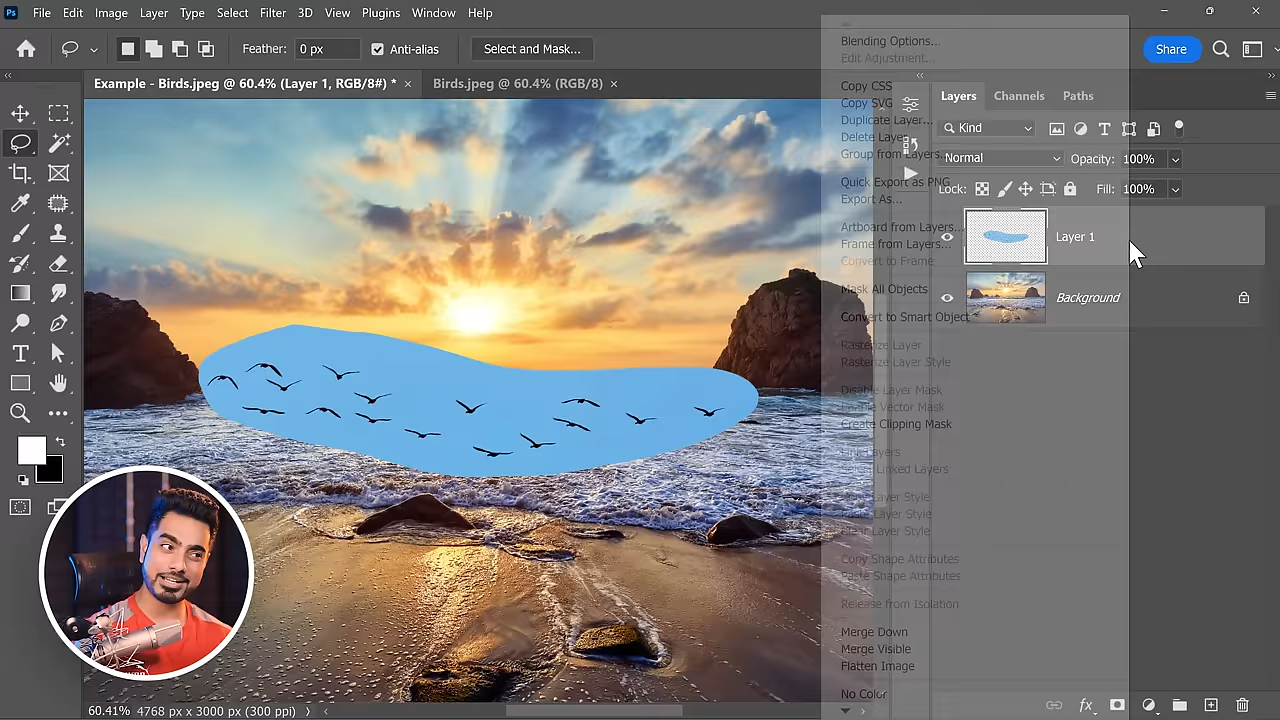 Ps File Edit Image Layer Type Select Filter 3D View Plugins Window Help
Feather: 0 px Anti-alias Select and Mask... Share
Example - Birds.jpeg @ 60.4% (Layer 1, RGB/8#) * × Birds.jpeg @ 60.4% (RGB/8) ×
Blending Options...
Edit Adjustment...
Copy CSS
Copy SVG
Duplicate Layer...
Delete Layer
Group from Layers...
Quick Export as PNG
Export As...
Artboard from Layers...
Frame from Layers...
Convert to Frame
Mask All Objects
Convert to Smart Object
Rasterize Layer
Rasterize Layer Style
Disable Layer Mask
Enable Vector Mask
Create Clipping Mask
Link Layers
Linked Layers
Layer Style
Layer Style
Layer Style
Copy Shape Attributes
Paste Shape Attributes
Release from Isolation
Merge Down
Merge Visible
Flatten Image
No Color
Layers Channels Paths
Kind
Normal Opacity: 100%
Lock: Fill: 100%
Layer 1
Background
fx
60.41% 4768 px x 3000 px (300 ppi)